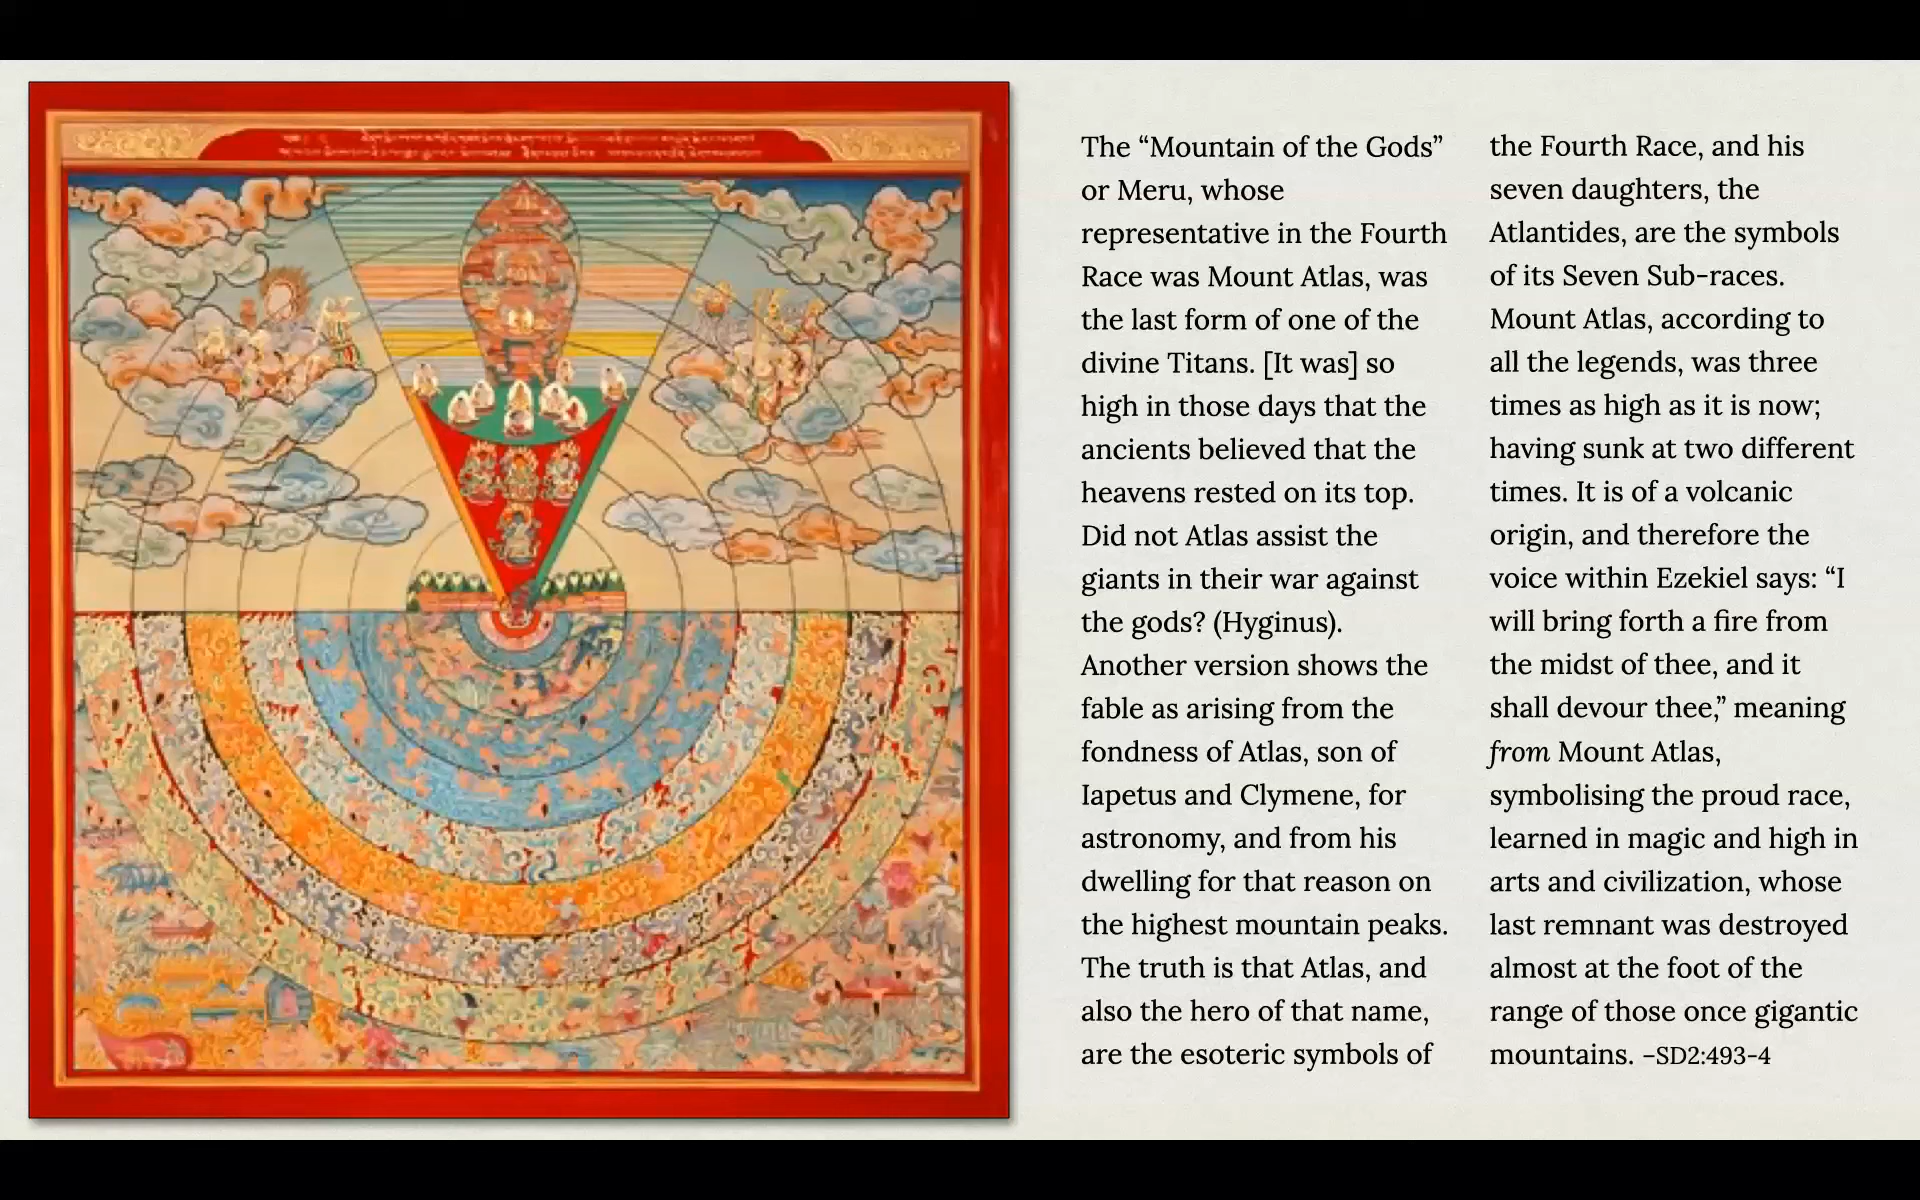 The “Mountain of the Gods”
or Meru, whose
representative in the Fourth
Race was Mount Atlas, was
the last form of one of the
divine Titans. [It was] so
high in those days that the
ancients believed that the
heavens rested on its top.
Did not Atlas assist the
giants in their war against
the gods? (Hyginus).
Another version shows the
fable as arising from the
fondness of Atlas, son of
Iapetus and Clymene, for
astronomy, and from his
dwelling for that reason on
the highest mountain peaks.
The truth is that Atlas, and
also the hero of that name,
are the esoteric symbols of
the Fourth Race, and his
seven daughters, the
Atlantides, are the symbols
of its Seven Sub-races.
Mount Atlas, according to
all the legends, was three
times as high as it is now;
having sunk at two different
times. It is of a volcanic
origin, and therefore the
voice within Ezekiel says: “I
will bring forth a fire from
the midst of thee, and it
shall devour thee,” meaning
from Mount Atlas,
symbolising the proud race,
learned in magic and high in
arts and civilization, whose
last remnant was destroyed
almost at the foot of the
range of those once gigantic
mountains. –SD2:493-4